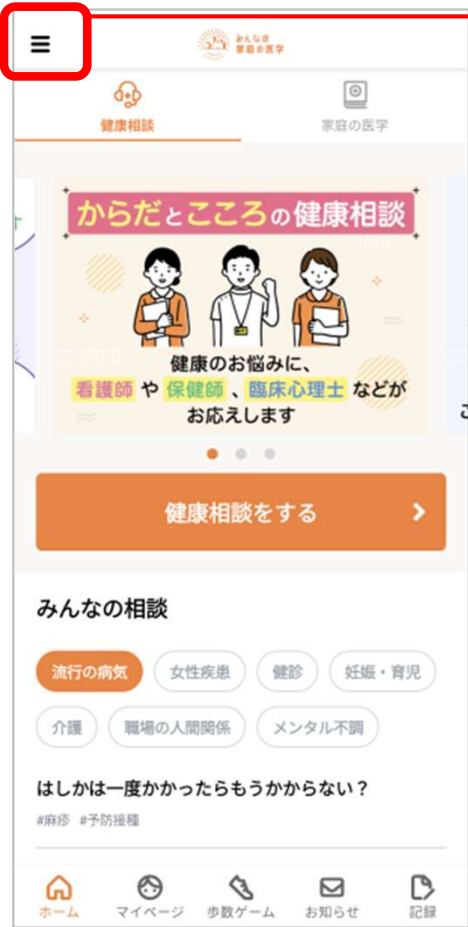 みんなの
家庭の医学
健康相談
家庭の医学
からだとこころの健康相談
健康のお悩みに、
看護師 や 保健師 、臨床心理士 などが
お応えします
健康相談をする
みんなの相談
流行の病気
女性疾患
健診
妊娠・育児
介護
職場の人間関係
メンタル不調
はしかは一度かかったらもうかからない？
#麻疹 #予防接種
ホーム
マイページ
歩数ゲーム
お知らせ
記録